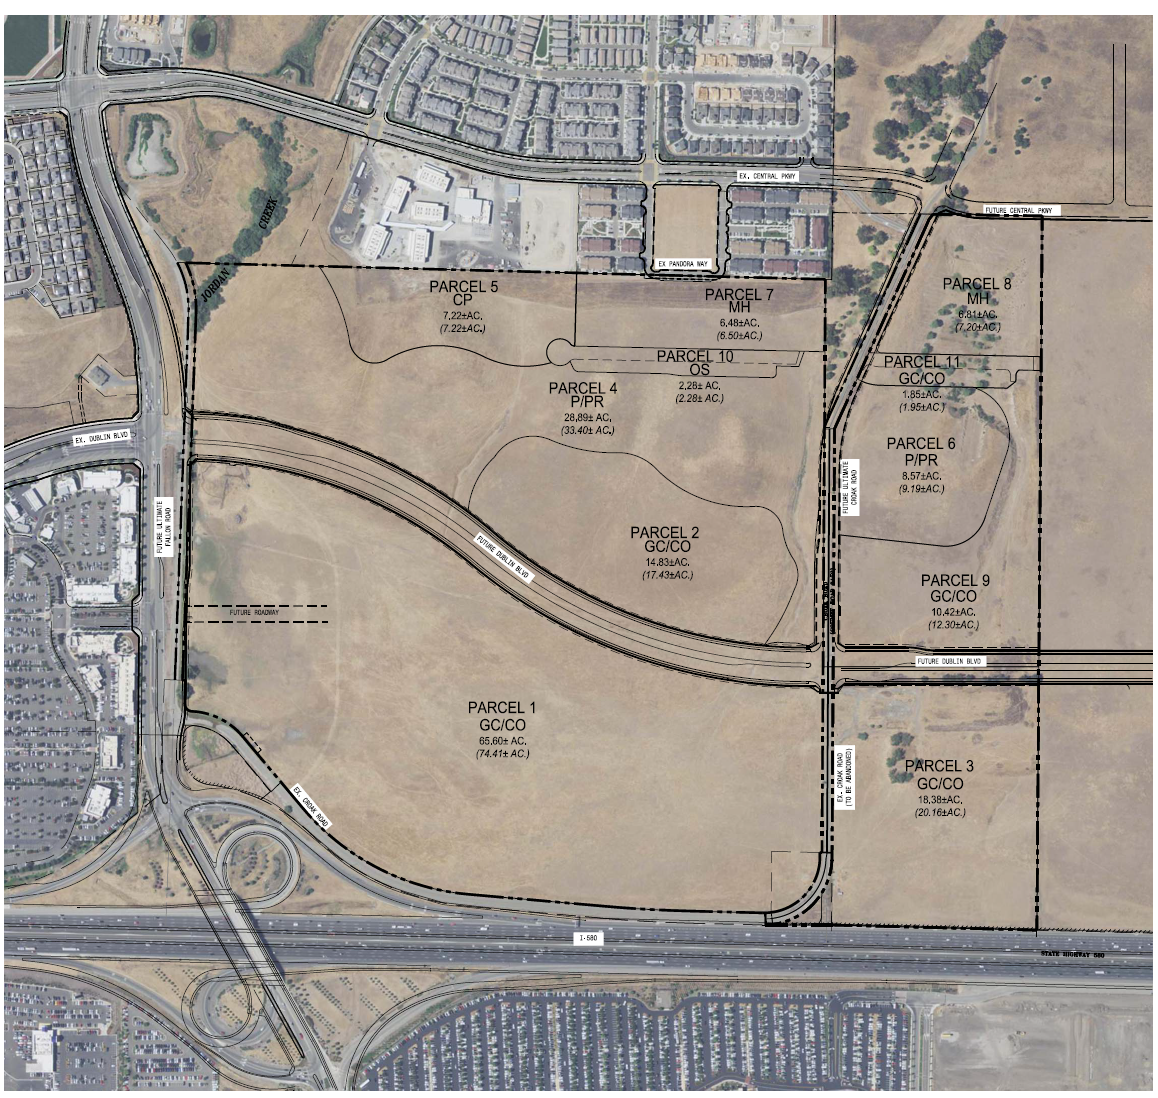 EX. CENTRAL PKWY
FUTURE CENTRAL PKWY
JORDAN CREEK
EX PANDORA WAY
PARCEL 5
CP
7.22±AC.
(7.22±AC.)
PARCEL 7
MH
6.48±AC.
(6.50±AC.)
PARCEL 8
MH
6.81±AC.
(7.20±AC.)
PARCEL 10
OS
2.28± AC.
(2.28± AC.)
PARCEL 11
GC/CO
1.85±AC.
(1.95±AC.)
PARCEL 4
P/PR
28.89± AC.
(33.40± AC.)
EX. DUBLIN BLVD
PARCEL 6
P/PR
8.57±AC.
(9.19±AC.)
FUTURE ULTIMATE
CROAK ROAD
FUTURE ULTIMATE
FALLON ROAD
PARCEL 2
GC/CO
14.83±AC.
(17.43±AC.)
FUTURE DUBLIN BLVD
PARCEL 9
GC/CO
10.42±AC.
(12.30±AC.)
FUTURE ROADWAY
FUTURE DUBLIN BLVD
PARCEL 1
GC/CO
65.60± AC.
(74.41± AC.)
EX. CROAK ROAD
EX. CROAK ROAD
(TO BE ABANDONED)
PARCEL 3
GC/CO
18.38±AC.
(20.16±AC.)
I-580
STATE HIGHWAY 580